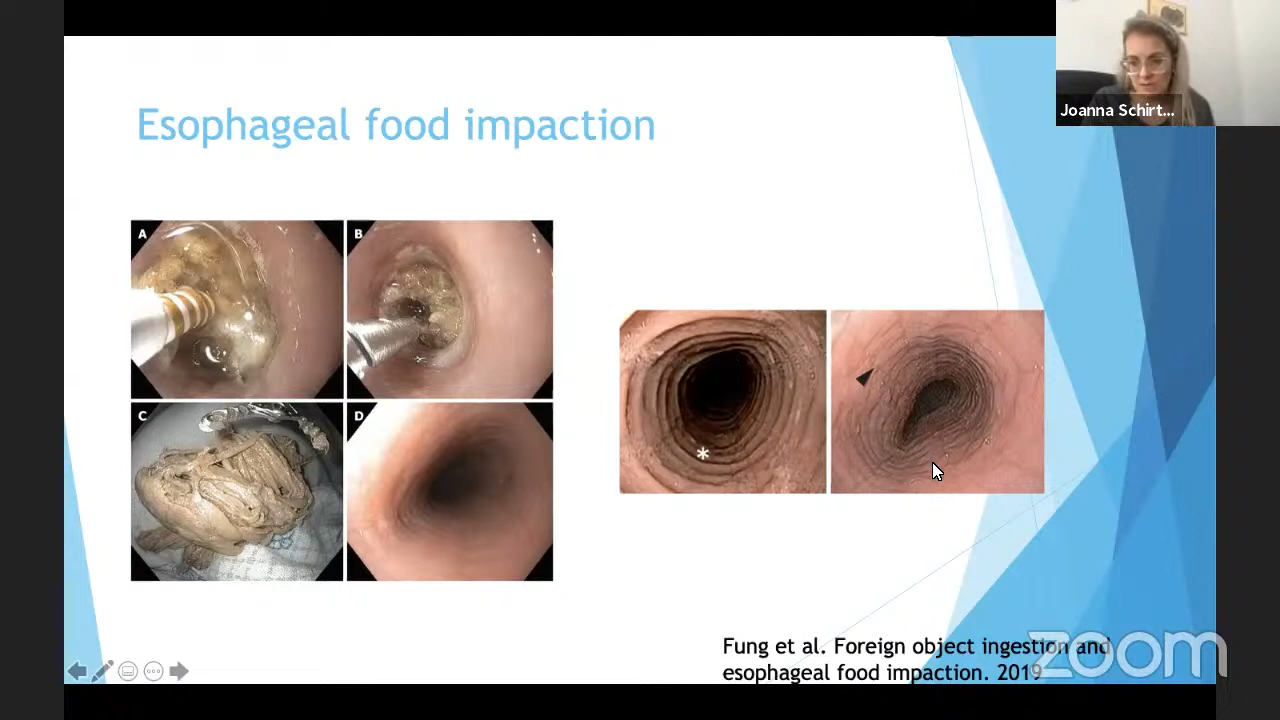 Esophageal food impaction
Joanna Schirt...
A
B
C
D
*
Fung et al. Foreign object ingestion and
esophageal food impaction. 2019
zoom